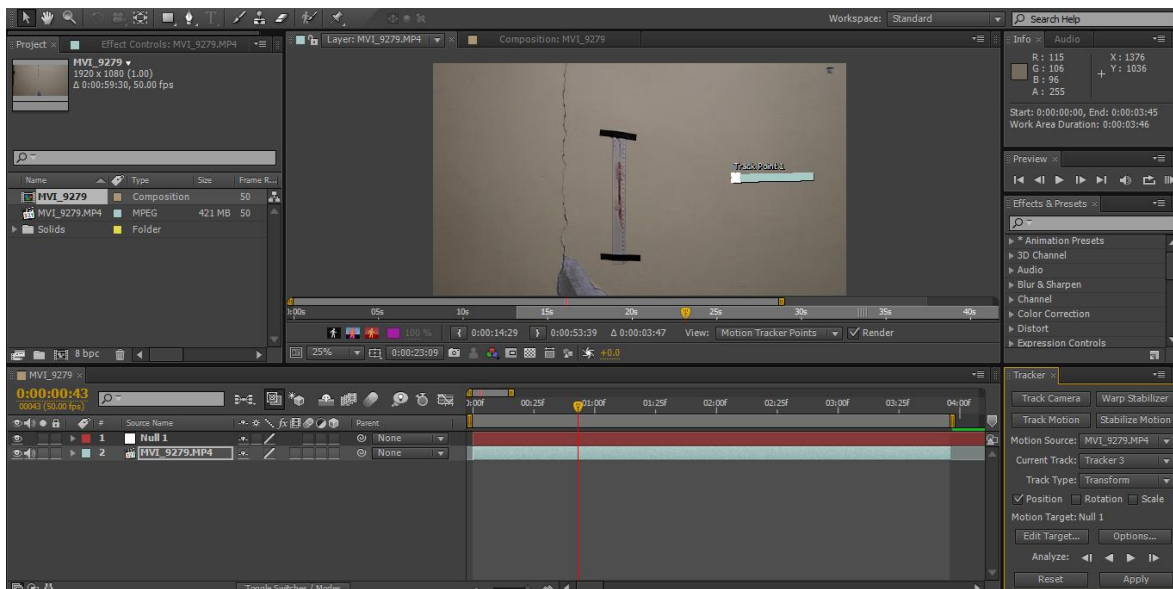 Workspace: Standard
Search Help
Project
Effect Controls: MVI_9279.MP4
Layer: MVI_9279.MP4
Composition: MVI_9279
Info
Audio
MVI_9279
1920 x 1080 (1.00)
Δ 0:00:59:30, 50.00 fps
R: 115
G: 106
B: 96
A: 255
X: 1376
Y: 1036
Start: 0:00:00:00, End: 0:00:03:45
Work Area Duration: 0:00:03:46
Preview
Name
Type
Size
Frame R...
MVI_9279
Composition
50
MVI_9279.MP4
MPEG
421 MB
50
Solids
Folder
Track Point 1
Effects & Presets
* Animation Presets
3D Channel
Audio
Blur & Sharpen
Channel
Color Correction
Distort
Expression Controls
05s
10s
15s
20s
25s
30s
35s
40s
100 %
0:00:14:29
0:00:53:39
Δ 0:00:03:47
View: Motion Tracker Points
Render
8 bpc
25%
0:00:23:09
+0.0
MVI_9279
0:00:00:43
00043 (50.00 fps)
00:25f
01:00f
01:25f
02:00f
02:25f
03:00f
03:25f
04:00f
#
Source Name
Parent
1
Null 1
None
2
MVI_9279.MP4
None
Toggle Switches / Modes
Tracker
Track Camera
Warp Stabilizer
Track Motion
Stabilize Motion
Motion Source: MVI_9279.MP4
Current Track: Tracker 3
Track Type: Transform
Position
Rotation
Scale
Motion Target: Null 1
Edit Target...
Options...
Analyze:
Reset
Apply